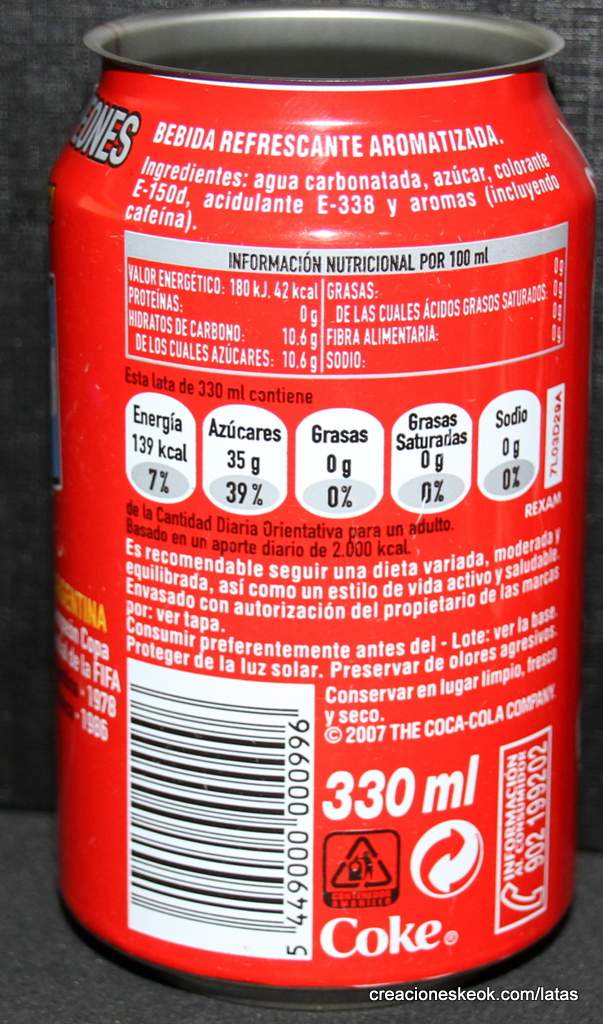 BEBIDA REFRESCANTE AROMATIZADA.
Ingredientes: agua carbonatada, azúcar, colorante
E-150d, acidulante E-338 y aromas (incluyendo
cafeína).
INFORMACIÓN NUTRICIONAL POR 100 ml
VALOR ENERGÉTICO: 180 kJ, 42 kcal
PROTEÍNAS: 0 g
HIDRATOS DE CARBONO: 10.6 g
DE LOS CUALES AZÚCARES: 10.6 g
GRASAS: 0g
DE LAS CUALES ÁCIDOS GRASOS SATURADOS: 0g
FIBRA ALIMENTARIA: 0g
SODIO: 0g
Esta lata de 330 ml contiene
Energía
139 kcal
7%
Azúcares
35 g
39%
Grasas
0 g
0%
Grasas
Saturadas
0 g
0%
Sodio
0 g
0%
7L03D29A
REXAM
de la Cantidad Diaria Orientativa para un adulto.
Basado en un aporte diario de 2.000 kcal.
Es recomendable seguir una dieta variada, moderada y
equilibrada, así como un estilo de vida activo y saludable.
Envasado con autorización del propietario de las marcas
por: ver tapa.
Consumir preferentemente antes del - Lote: ver la base.
Proteger de la luz solar. Preservar de olores agresivos.
Conservar en lugar limpio, fresco
y seco.
© 2007 THE COCA-COLA COMPANY.
Copa
de la FIFA
- 1978
- 1986
5 449000 000996
330 ml
INFORMACIÓN
AL CONSUMIDOR
902 199202
Coke®
creacioneskeok.com/latas